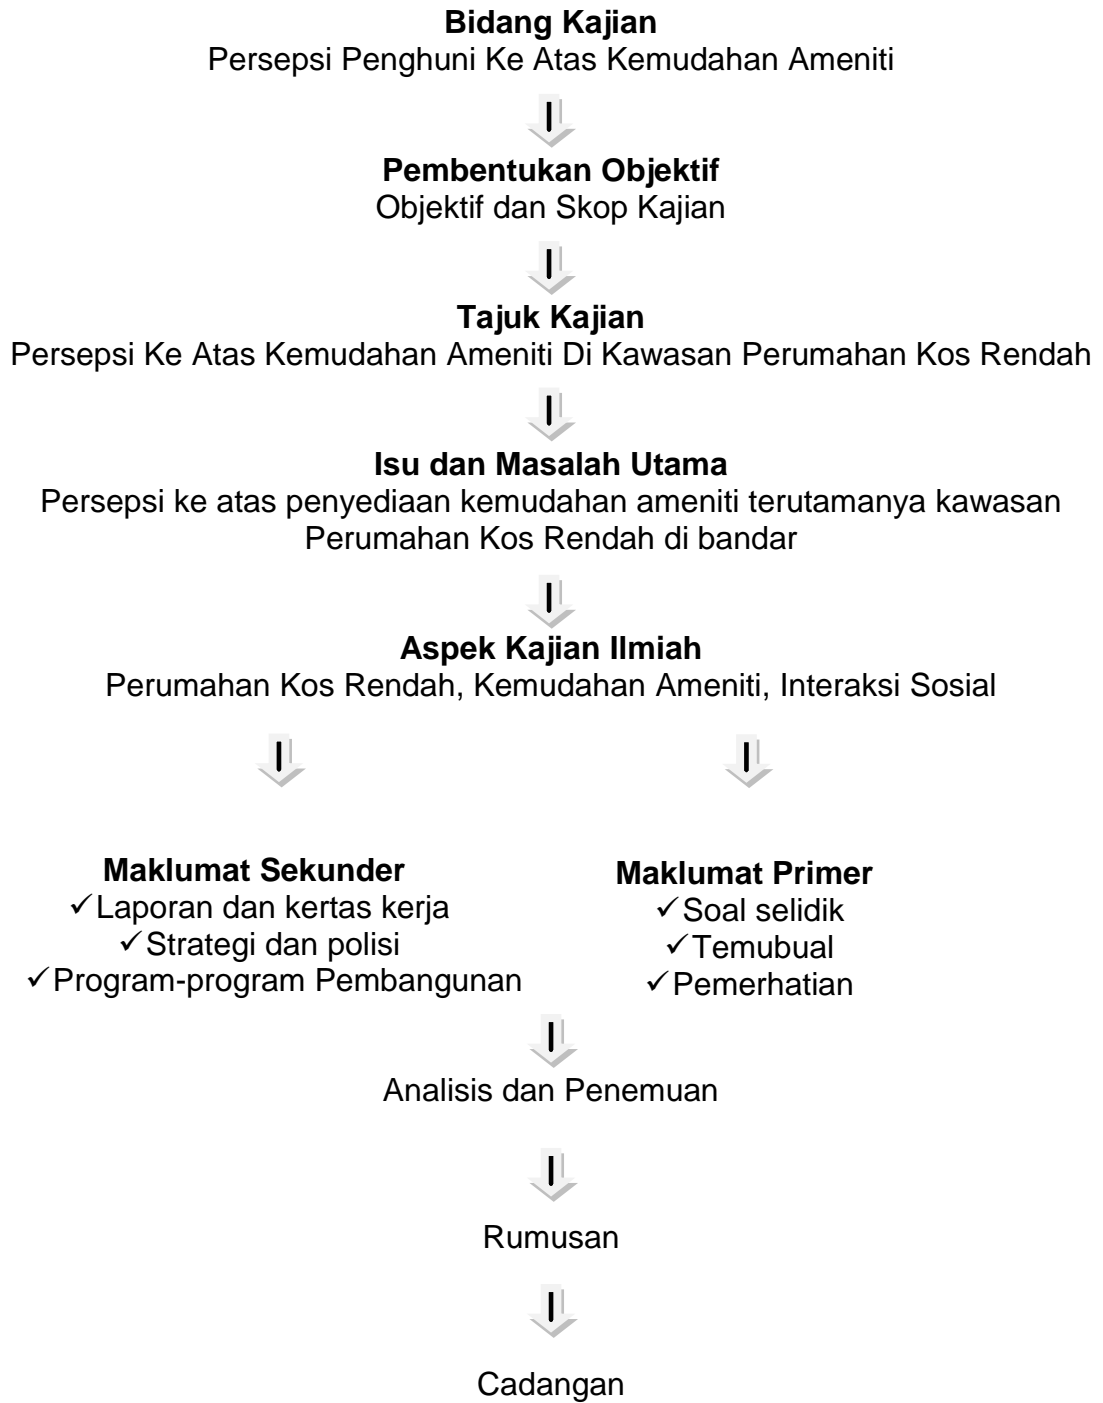 Bidang Kajian
Persepsi Penghuni Ke Atas Kemudahan Ameniti
Pembentukan Objektif
Objektif dan Skop Kajian
Tajuk Kajian
Persepsi Ke Atas Kemudahan Ameniti Di Kawasan Perumahan Kos Rendah
Isu dan Masalah Utama
Persepsi ke atas penyediaan kemudahan ameniti terutamanya kawasan
Perumahan Kos Rendah di bandar
Aspek Kajian Ilmiah
Perumahan Kos Rendah, Kemudahan Ameniti, Interaksi Sosial
Maklumat Sekunder
✓Laporan dan kertas kerja
✓Strategi dan polisi
✓Program-program Pembangunan
Maklumat Primer
✓Soal selidik
✓Temubual
✓Pemerhatian
Analisis dan Penemuan
Rumusan
Cadangan